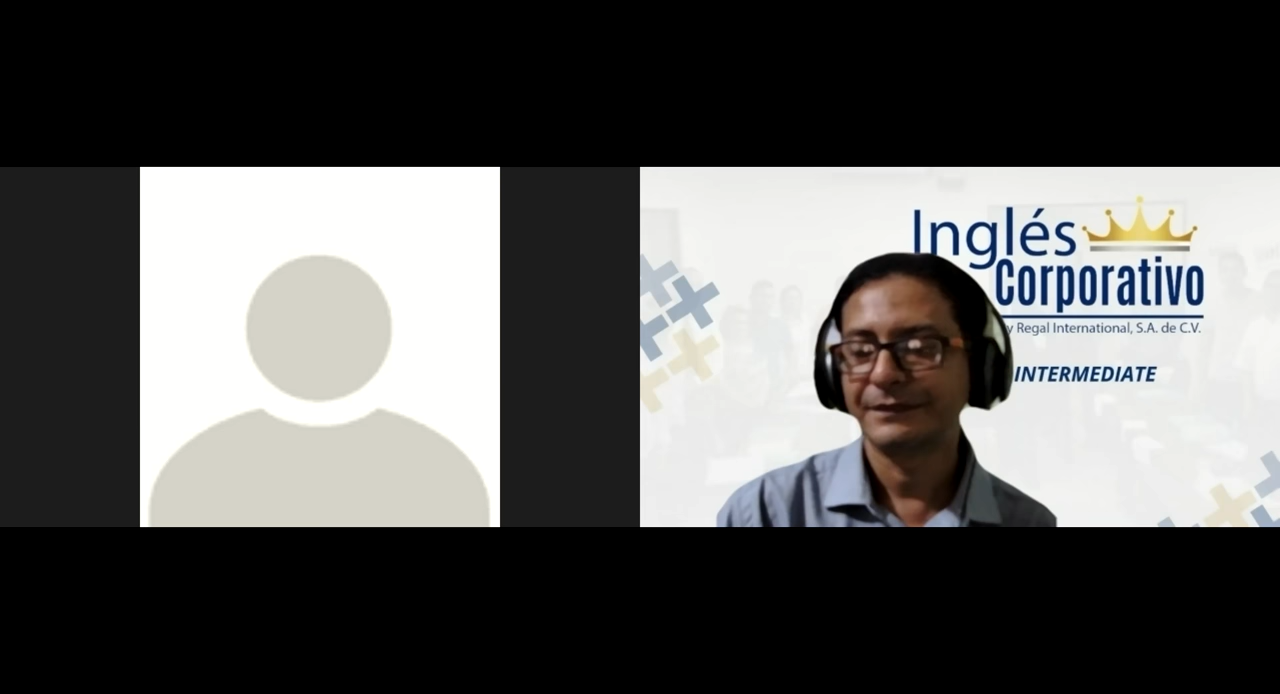 Inglés
Corporativo
y Regal International, S.A. de C.V.
INTERMEDIATE